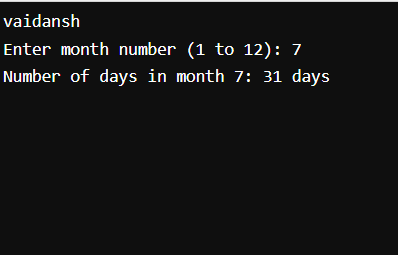 vaidansh
Enter month number (1 to 12): 7
Number of days in month 7: 31 days